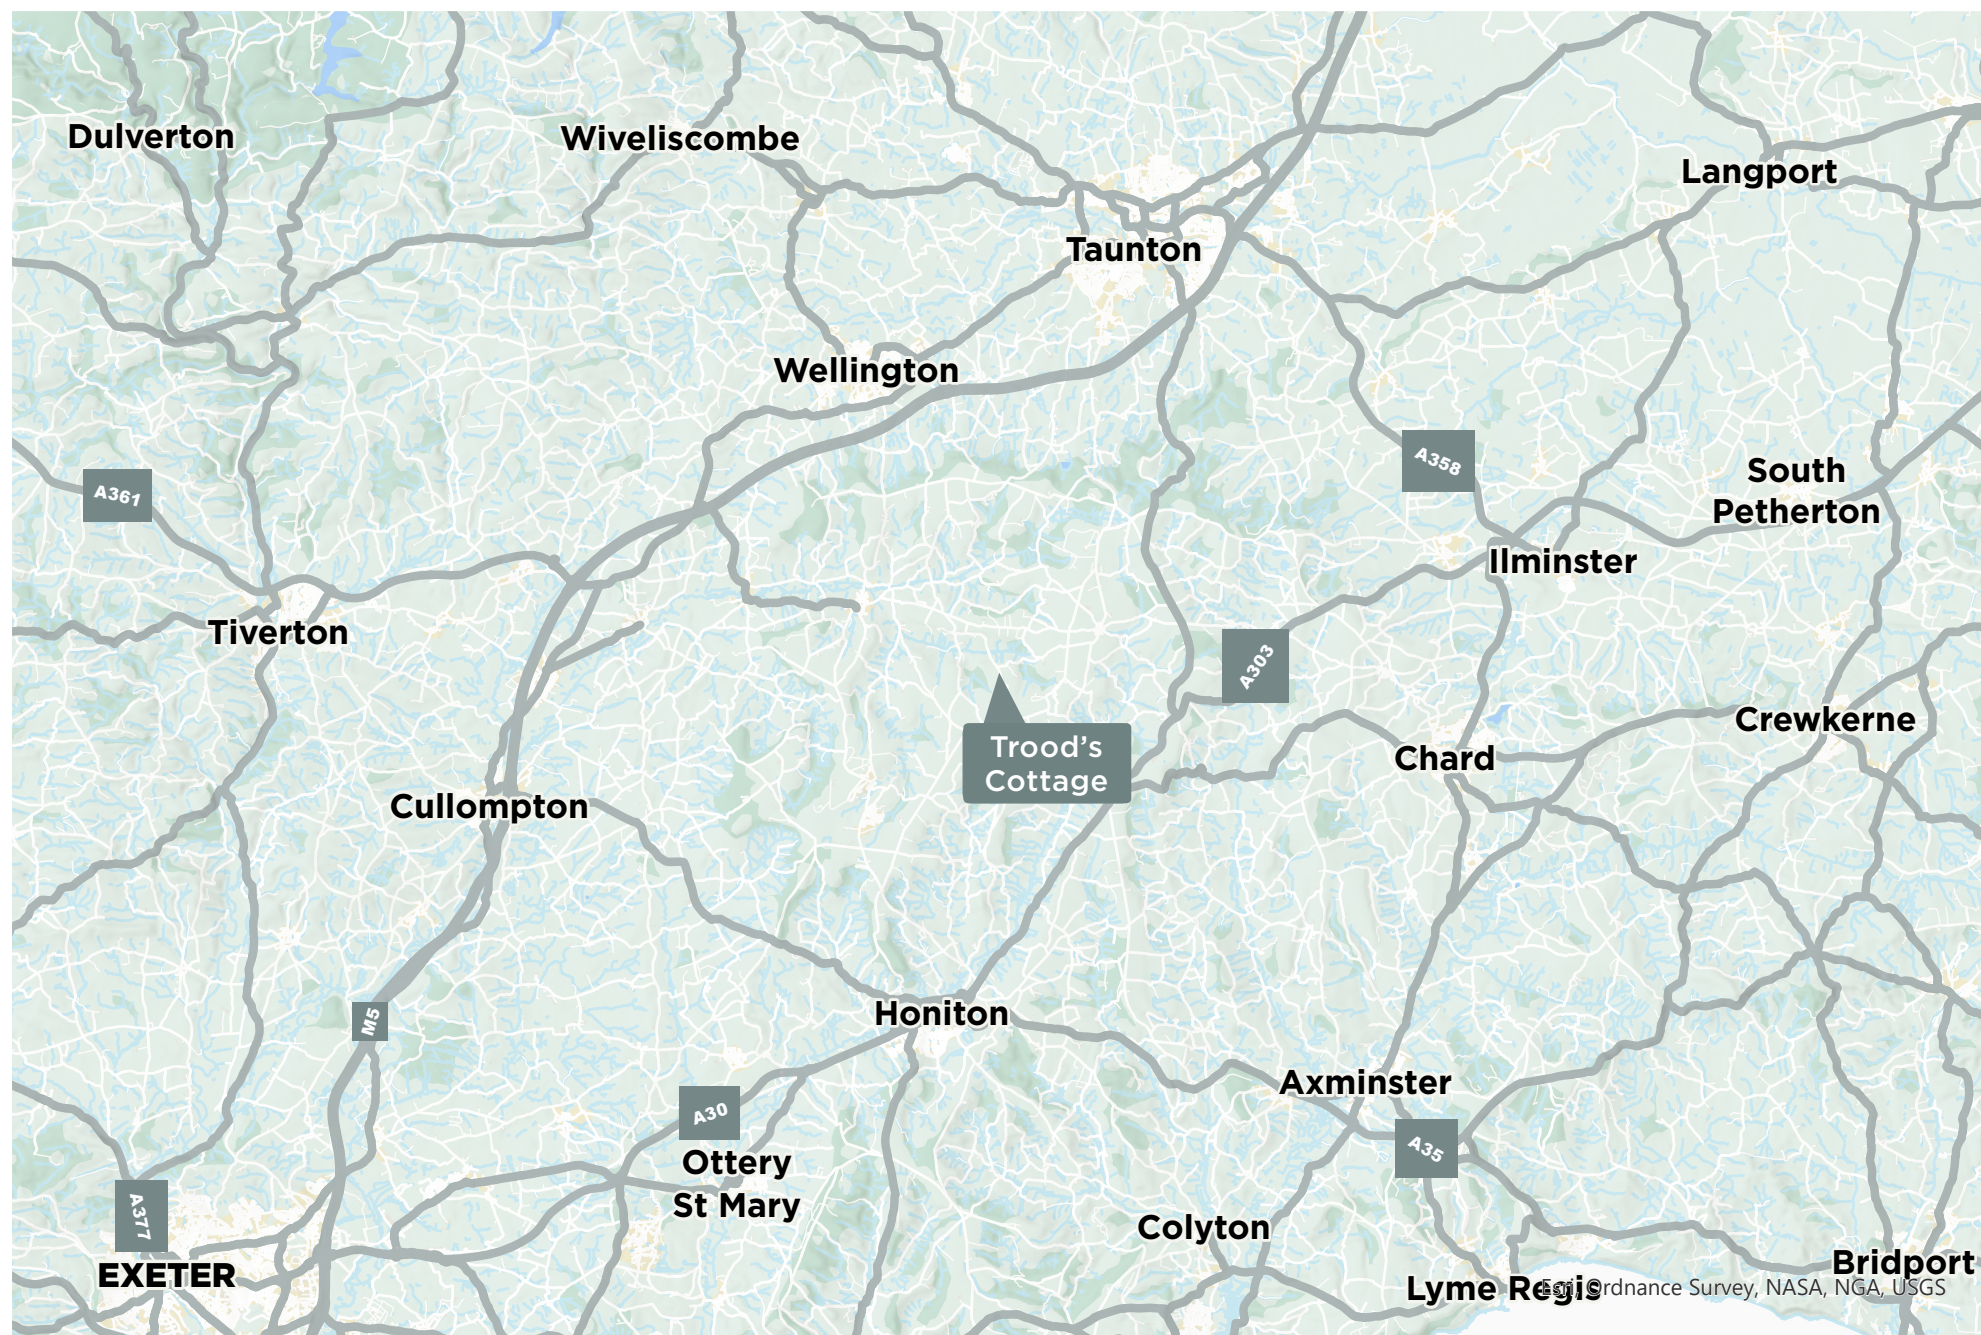 Dulverton
Wiveliscombe
Langport
Taunton
Wellington
A361
A358
South
Petherton
Ilminster
Tiverton
A303
Trood's
Cottage
Crewkerne
Chard
Cullompton
Honiton
M5
Axminster
A30
A35
Ottery
St Mary
A377
Colyton
EXETER
Bridport
Lyme Regis
Esri, Ordnance Survey, NASA, NGA, USGS